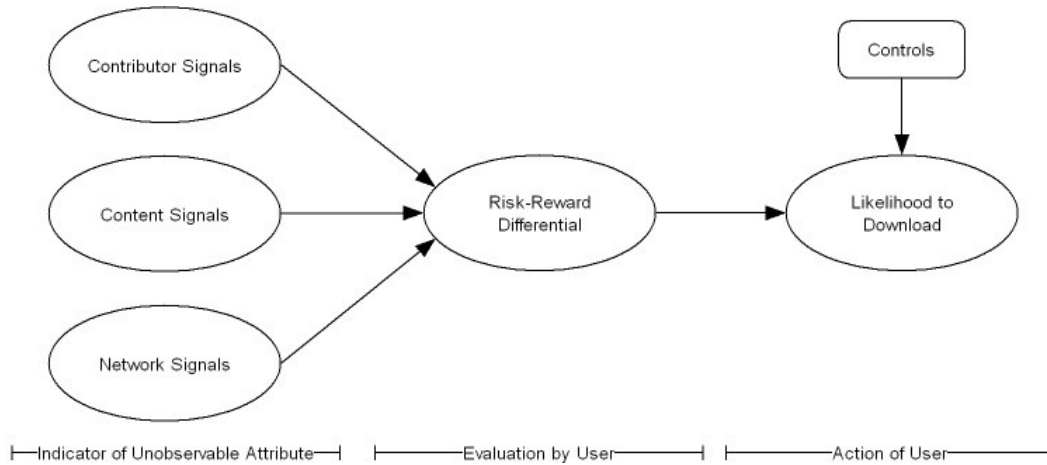 Contributor Signals
Controls
Content Signals
Risk-Reward
Differential
Likelihood to
Download
Network Signals
Indicator of Unobservable Attribute
Evaluation by User
Action of User